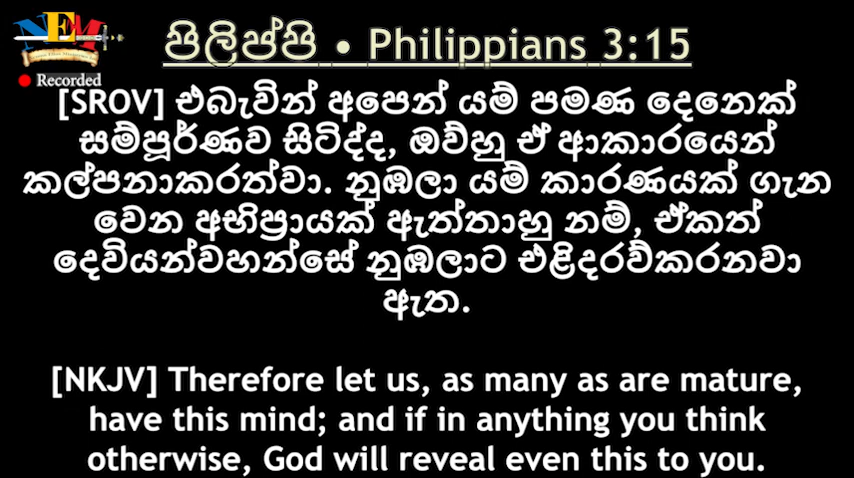 NEM
Recorded
පිලිප්පි • Philippians 3:15
[SROV] එබැවින් අපෙන් යම් පමණ දෙනෙක්
සම්පූර්ණව සිටිද්ද, ඔව්හු ඒ ආකාරයෙන්
කල්පනාකරත්වා. නුඹලා යම් කාරණයක් ගැන
වෙන අභිප්‍රායක් ඇත්තාහු නම්, ඒකත්
දෙවියන්වහන්සේ නුඹලාට එළිදරව්කරනවා
ඇත.
[NKJV] Therefore let us, as many as are mature,
have this mind; and if in anything you think
otherwise, God will reveal even this to you.